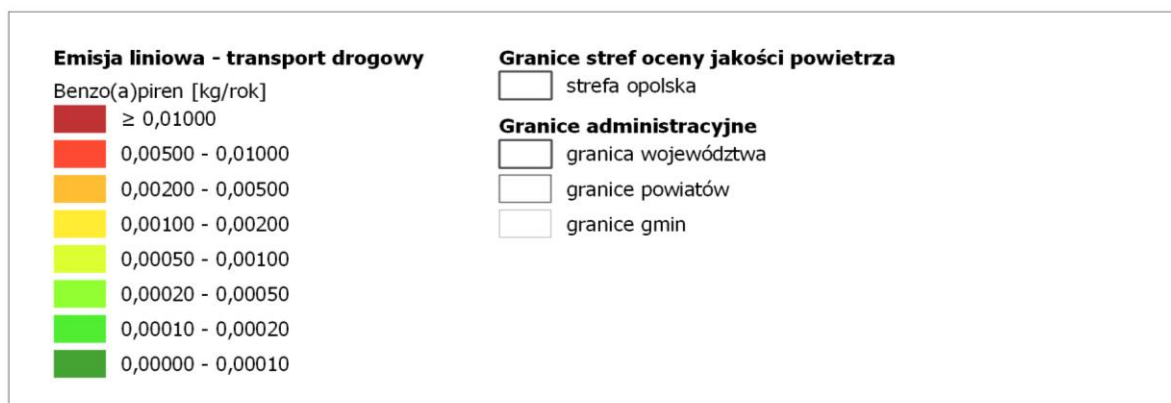 Emisja liniowa - transport drogowy
Benzo(a)piren [kg/rok]
≥ 0,01000
0,00500 - 0,01000
0,00200 - 0,00500
0,00100 - 0,00200
0,00050 - 0,00100
0,00020 - 0,00050
0,00010 - 0,00020
0,00000 - 0,00010
Granice stref oceny jakości powietrza
strefa opolska
Granice administracyjne
granica województwa
granice powiatów
granice gmin